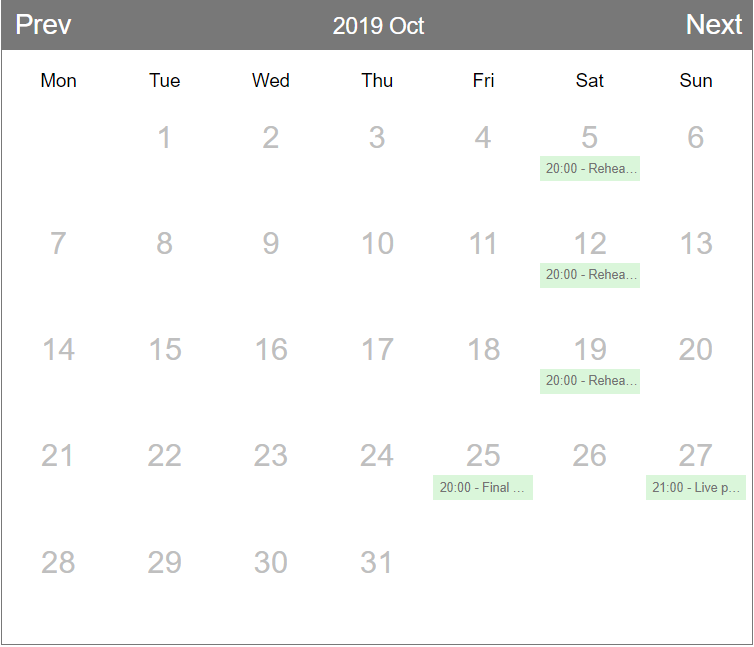 Prev 2019 Oct Next
Mon Tue Wed Thu Fri Sat Sun
1 2 3 4 5 6
20:00 - Rehea...
7 8 9 10 11 12 13
20:00 - Rehea...
14 15 16 17 18 19 20
20:00 - Rehea...
21 22 23 24 25 26 27
20:00 - Final ... 21:00 - Live p...
28 29 30 31